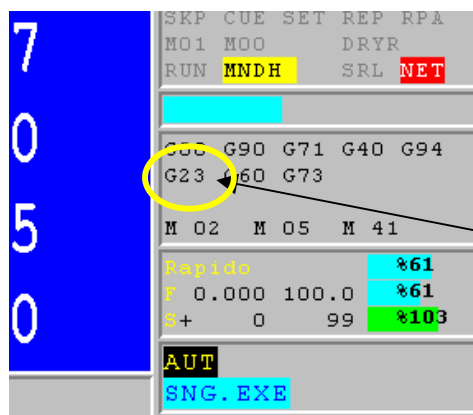 7
0
5
0
SKP CUE SET REP RPA
MO1 MOO DRYR
RUN MNDH SRL NET
G00 G90 G71 G40 G94
G23 G60 G73
M 02 M 05 M 41
Rapido %61
F 0.000 100.0 %61
S+ 0 99 %103
AUT
SNG.EXE